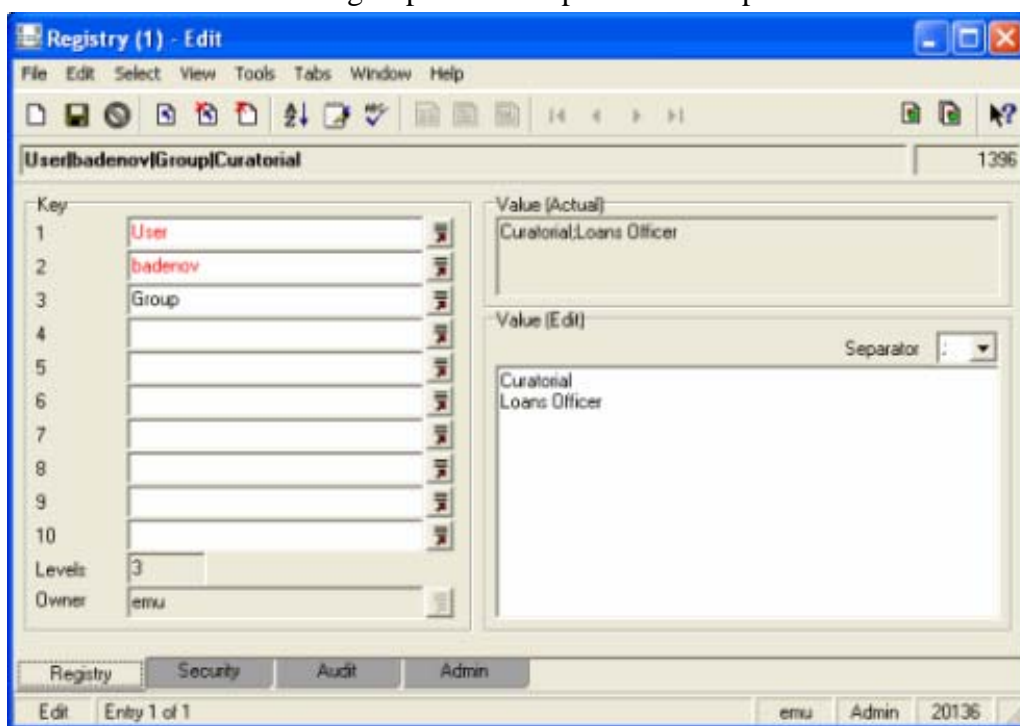 Registry (1) - Edit
File Edit Select View Tools Tabs Window Help
User|badenov|Group|Curatorial
1396
Key
1 User
2 badenov
3 Group
4
5
6
7
8
9
10
Levels 3
Owner emu
Value (Actual)
Curatorial;Loans Officer
Value (Edit)
Separator ;
Curatorial
Loans Officer
Registry Security Audit Admin
Edit Entry 1 of 1 emu Admin 20136